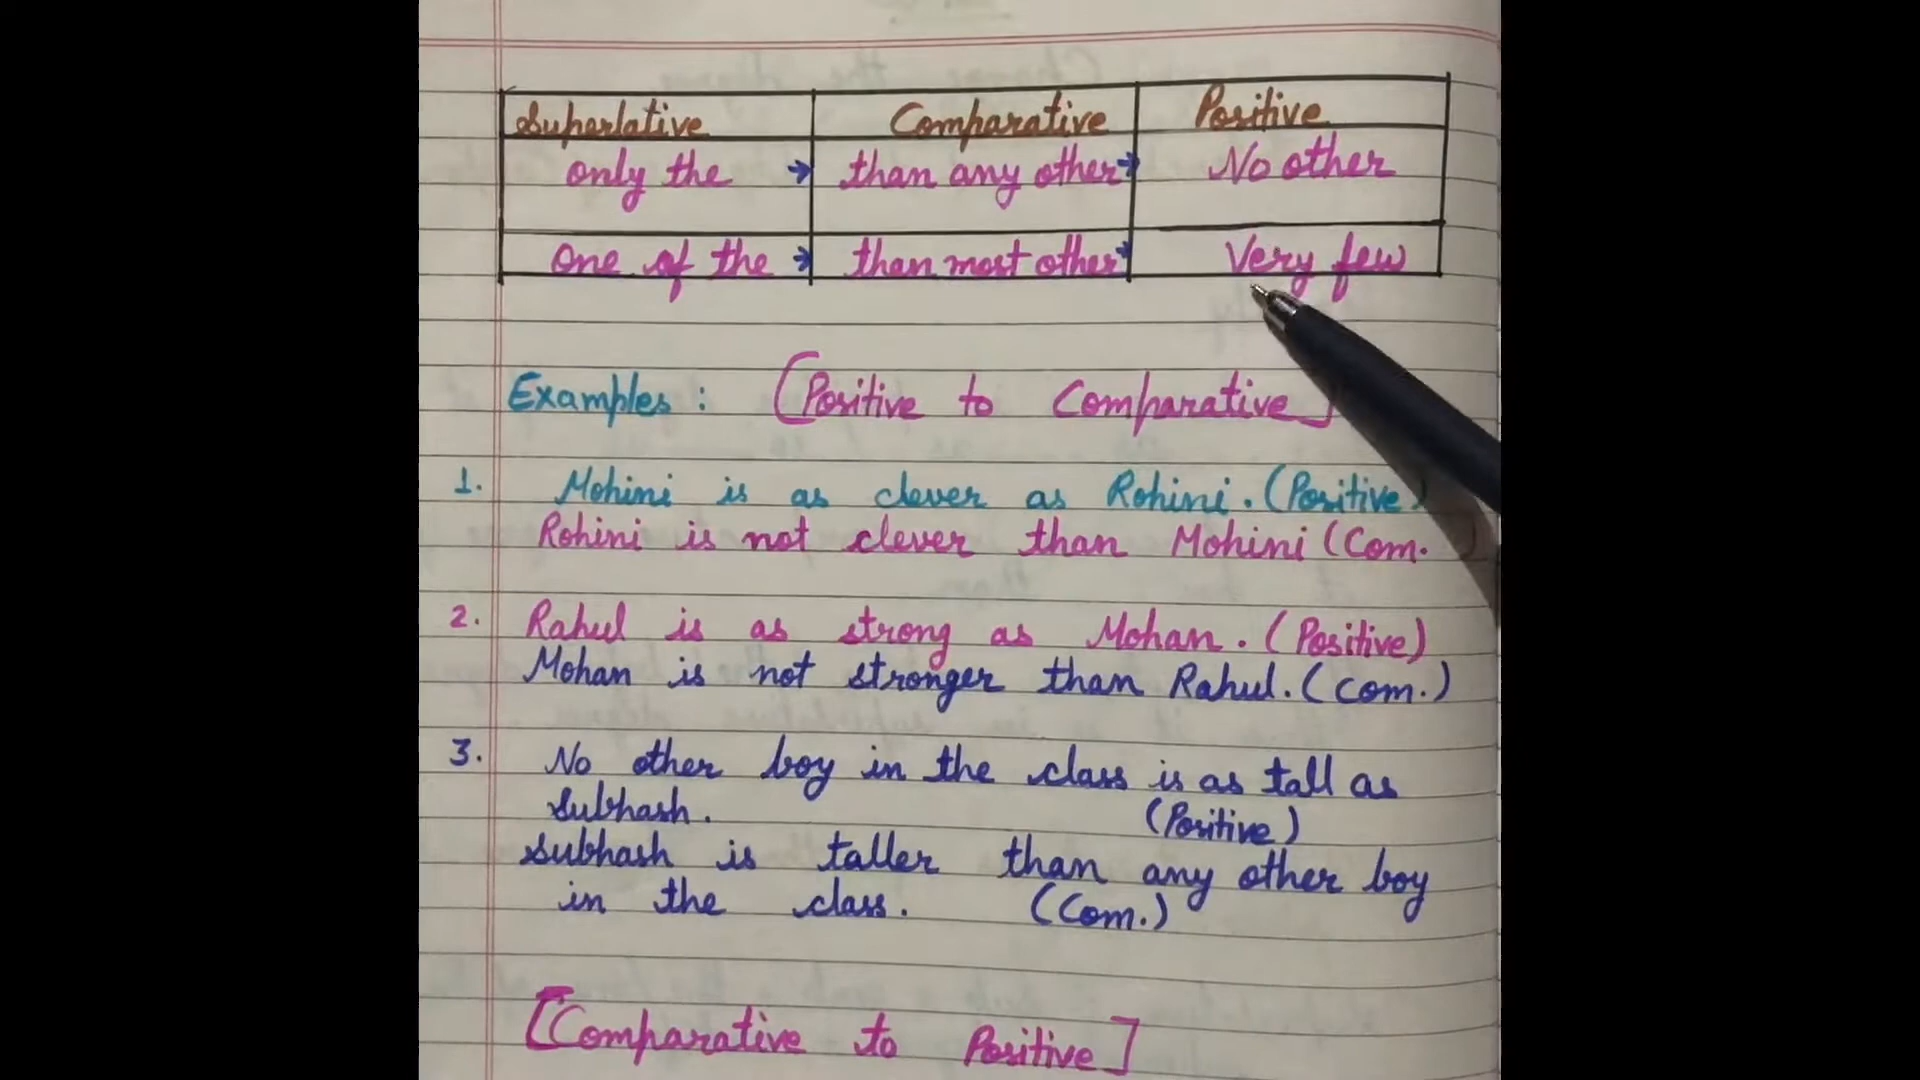 Superlative Comparative Positive
only the → than any other → No other
One of the → than most other → Very few
Examples : [Positive to Comparative]
1. Mohini is as clever as Rohini. (Positive)
Rohini is not clever than Mohini (Com. )
2. Rahul is as strong as Mohan. (Positive)
Mohan is not stronger than Rahul. (Com.)
3. No other boy in the class is as tall as
Subhash. (Positive)
Subhash is taller than any other boy
in the class. (Com.)
[Comparative to Positive]